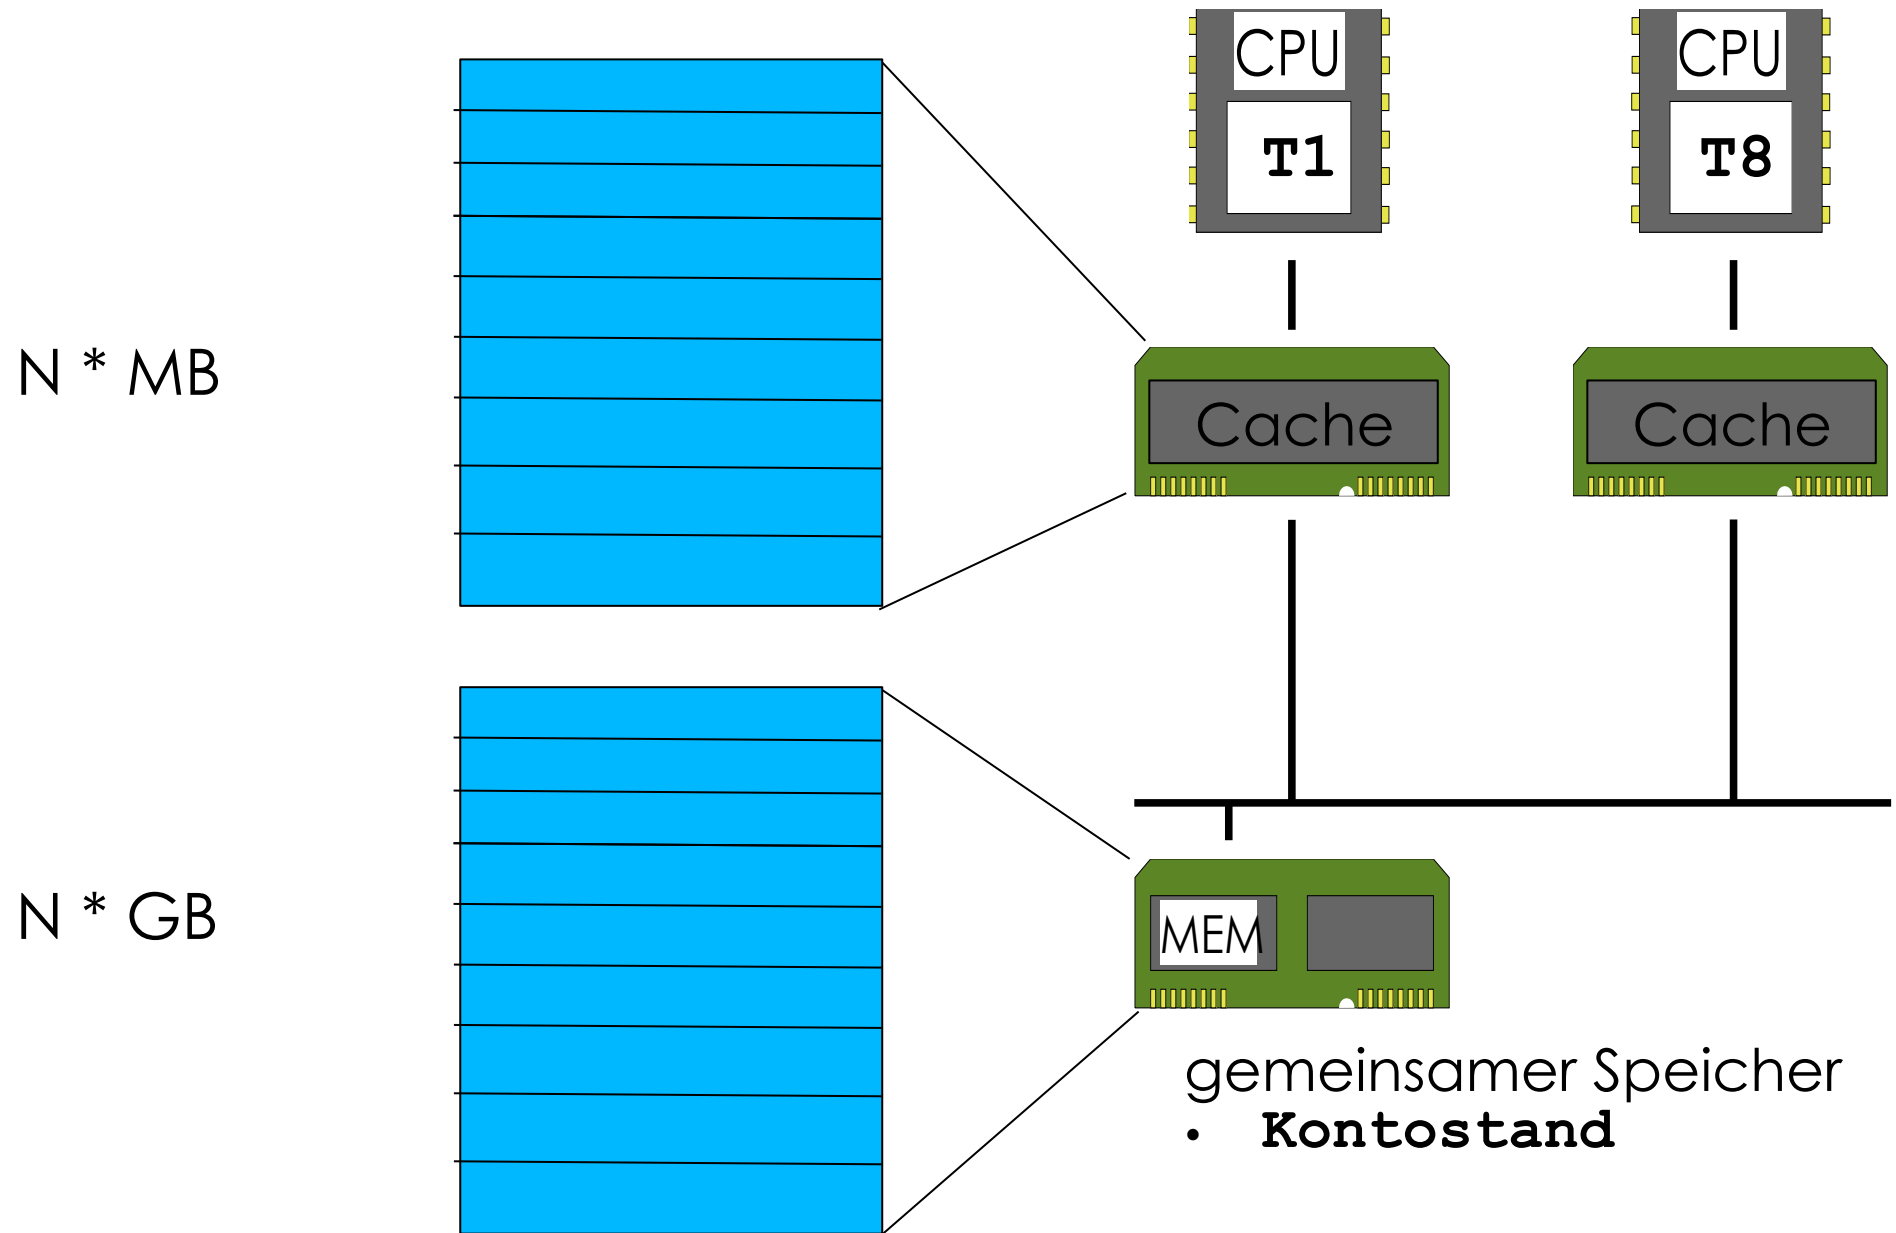 CPU
CPU
T1
T8
N * MB
Cache
Cache
N * GB
MEM
gemeinsamer Speicher
• Kontostand